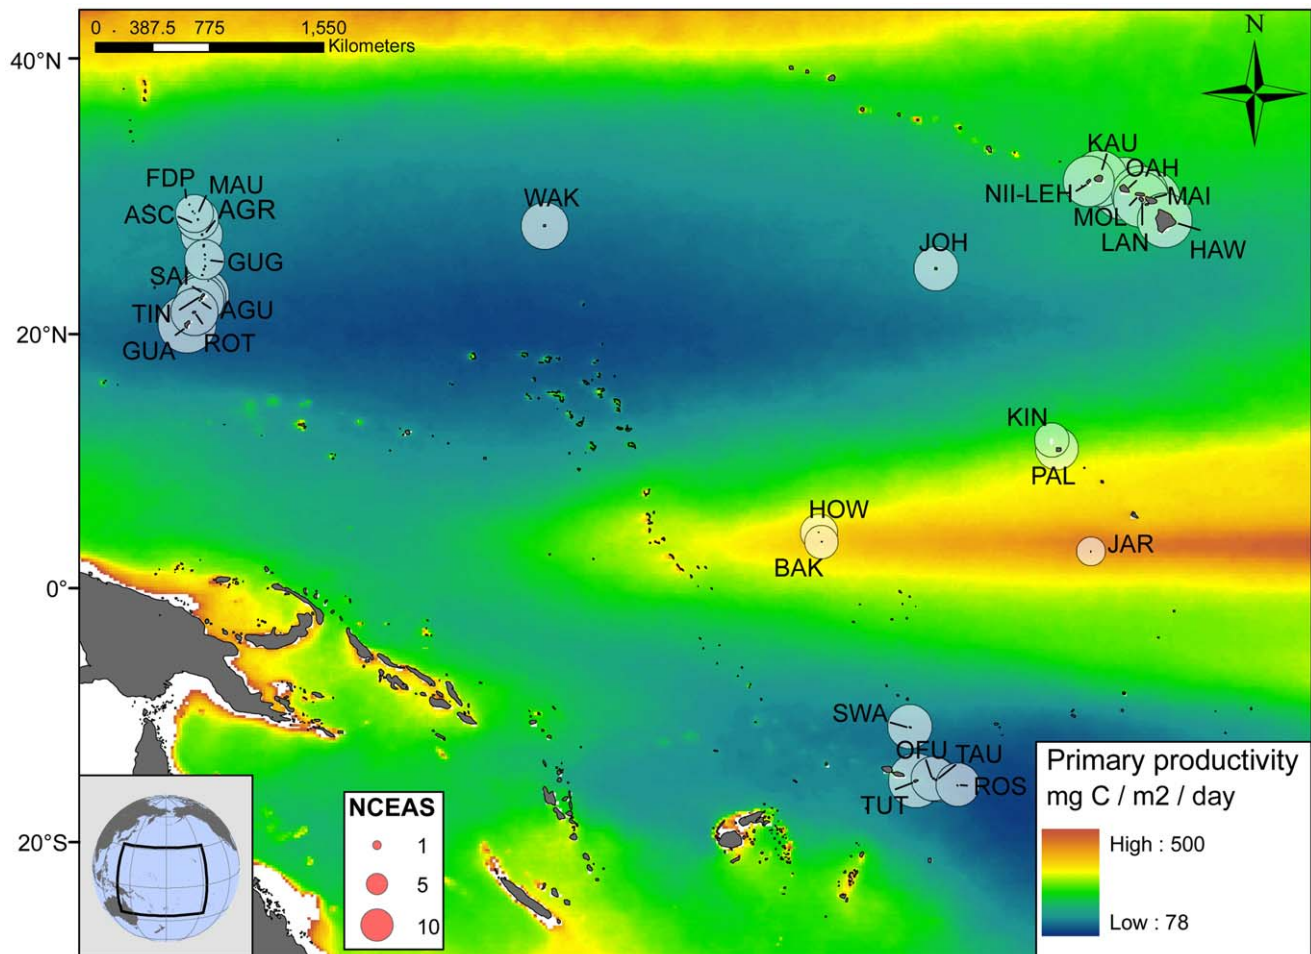 0 387.5 775 1,550
Kilometers
N
40°N
KAU
FDP
MAU
OAH
ASC
AGR
WAK
NII-LEH
MAI
MOL
LAN
HAW
JOH
GUG
SAI
TIN
AGU
20°N
GUA
ROT
KIN
PAL
HOW
JAR
BAK
0°
SWA
OFU
TAU
TUT
ROS
Primary productivity
mg C / m2 / day
High : 500
Low : 78
NCEAS
1
5
10
20°S